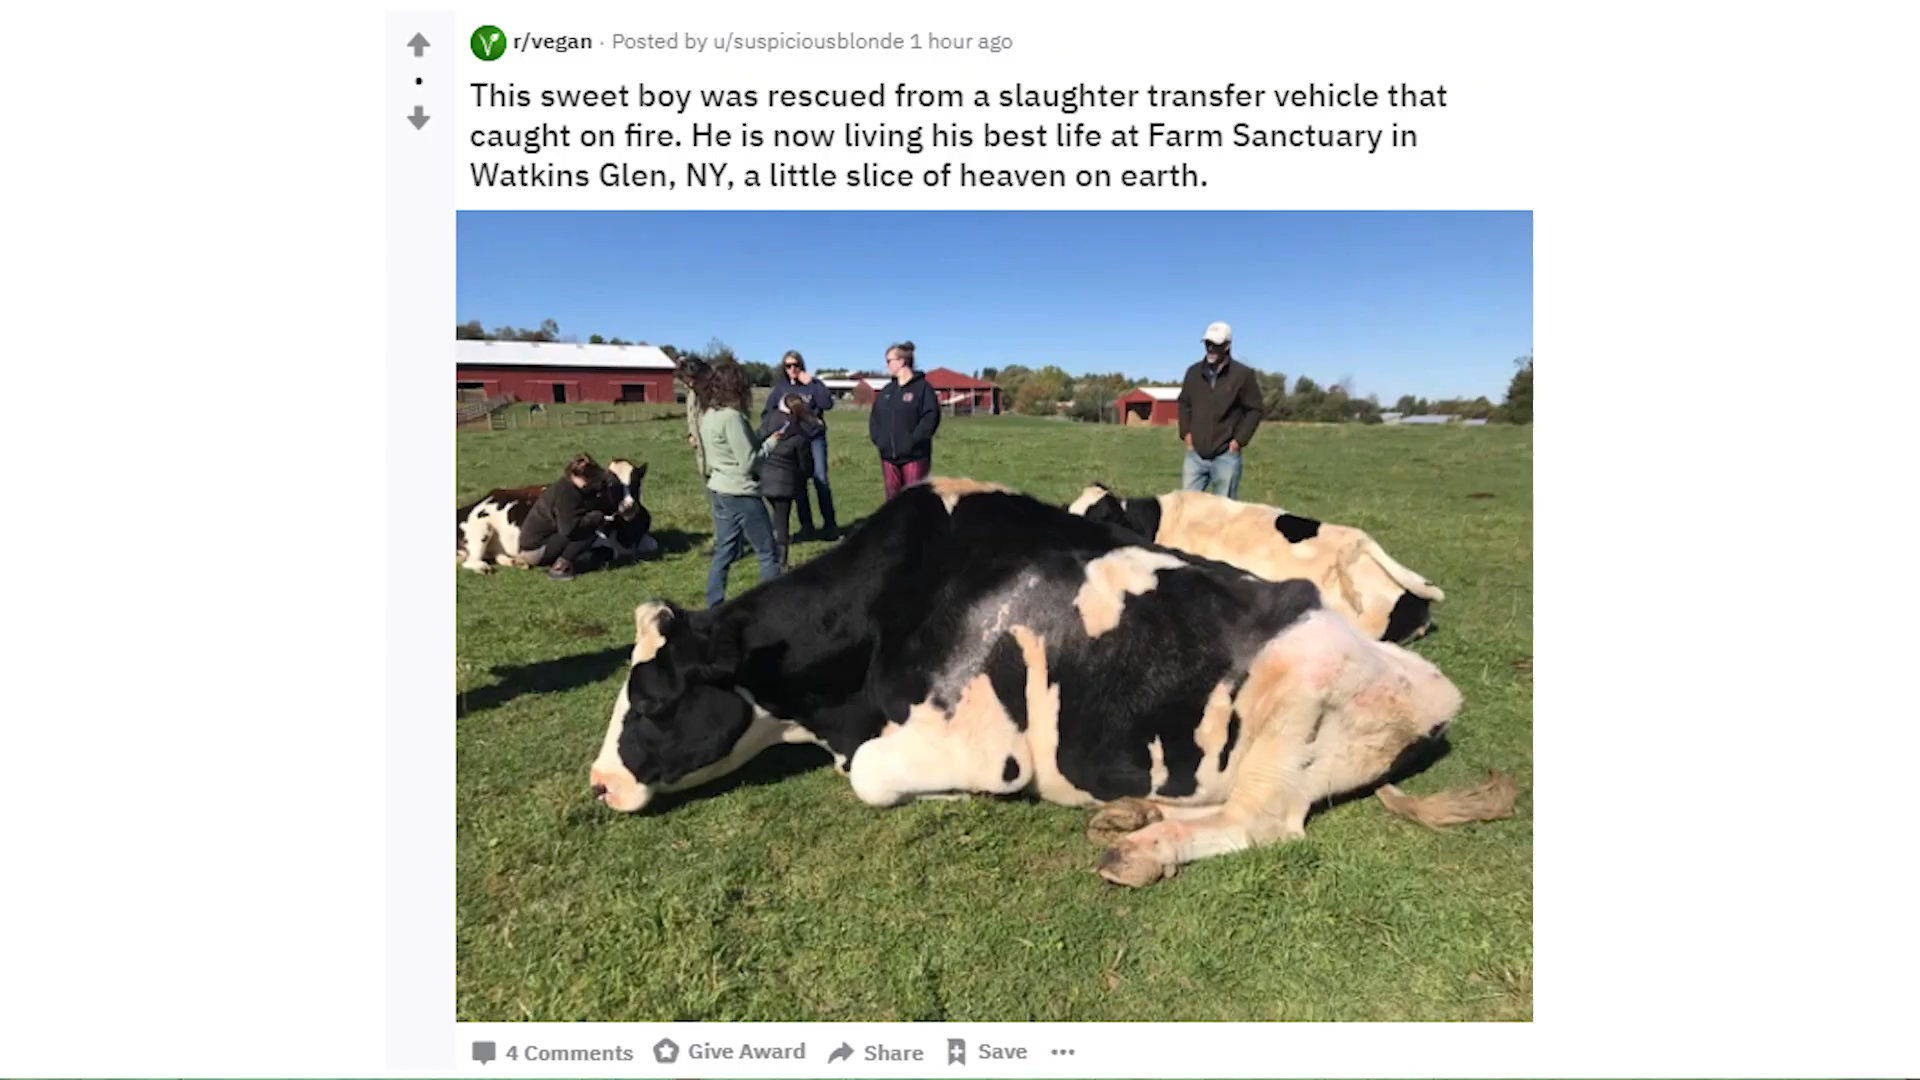 r/vegan · Posted by u/suspiciousblonde 1 hour ago
This sweet boy was rescued from a slaughter transfer vehicle that
caught on fire. He is now living his best life at Farm Sanctuary in
Watkins Glen, NY, a little slice of heaven on earth.
4 Comments Give Award Share Save